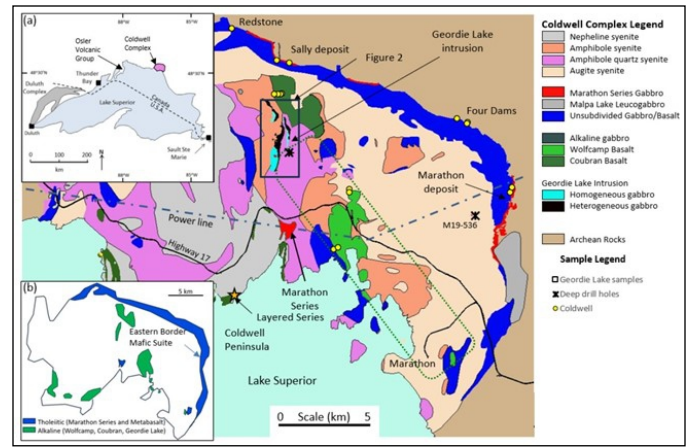 (a)
88°W
85°W
Osler
Volcanic
Group
Coldwell
Complex
Thunder
Bay
Duluth
Complex
Lake Superior
Canada
U.S.A.
Duluth
Sault Ste
Marie
0 100 200
km
N
Redstone
Sally deposit
Figure 2
Geordie Lake
intrusion
Four Dams
Marathon
deposit
M19-536
Power line
Highway 17
Marathon
Series
Layered Series
Coldwell
Peninsula
Marathon
Lake Superior
0 Scale (km) 5
(b)
5 km
Eastern Border
Mafic Suite
Tholeiitic (Marathon Series and Metabasalt)
Alkaline (Wolfcamp, Coubran, Geordie Lake)
Coldwell Complex Legend
Nepheline syenite
Amphibole syenite
Amphibole quartz syenite
Augite syenite
Marathon Series Gabbro
Malpa Lake Leucogabbro
Unsubdivided Gabbro/Basalt
Alkaline gabbro
Wolfcamp Basalt
Coubran Basalt
Geordie Lake Intrusion
Homogeneous gabbro
Heterogeneous gabbro
Archean Rocks
Sample Legend
Geordie Lake samples
Deep drill holes
Coldwell